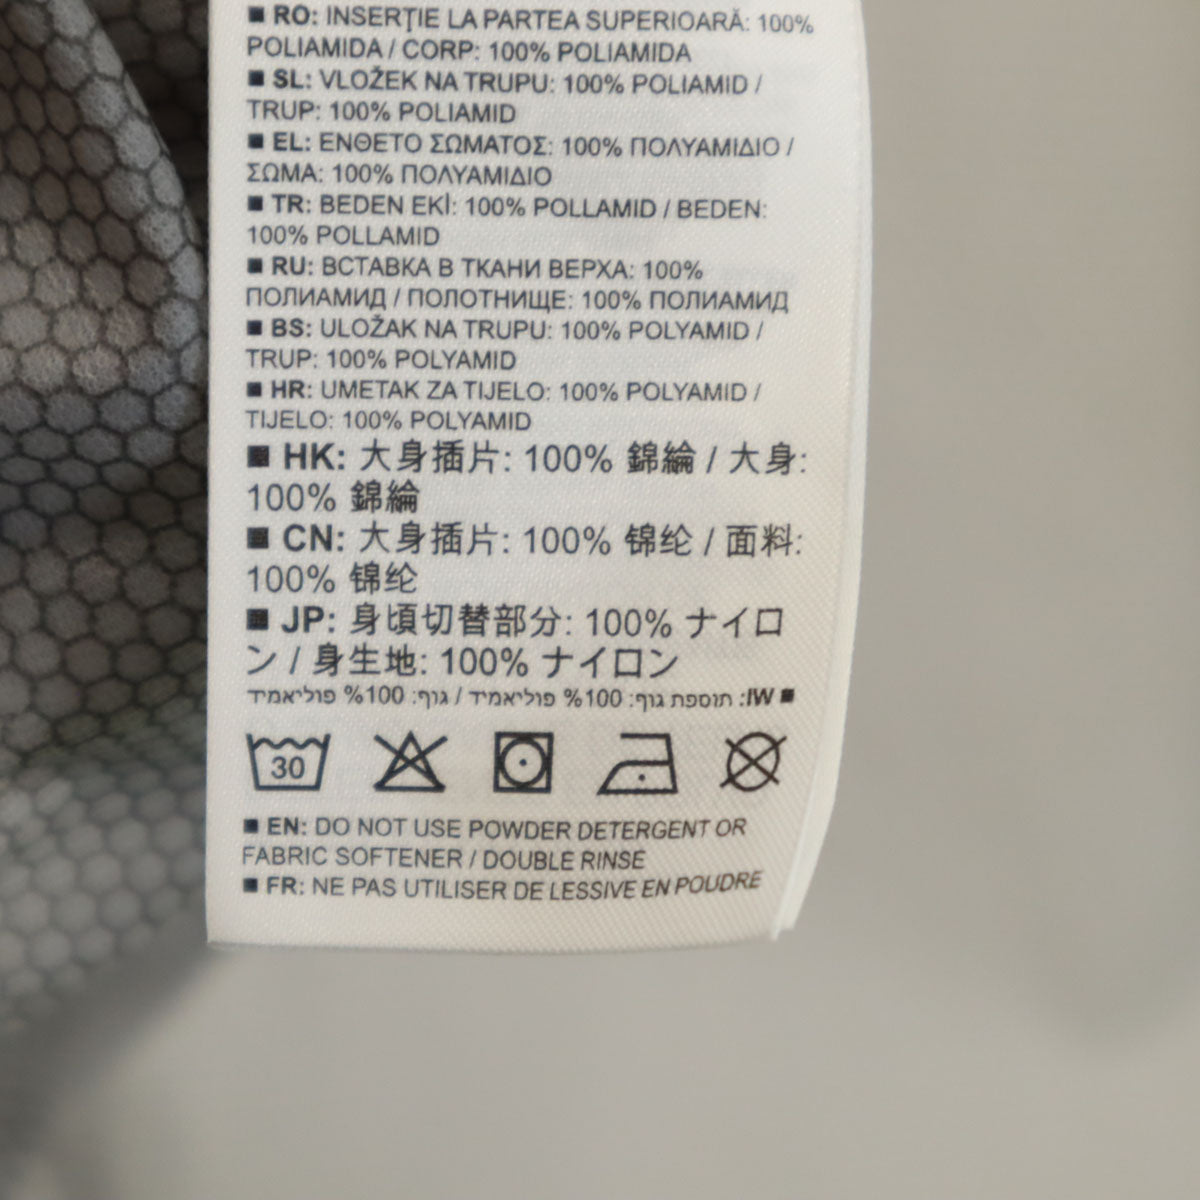 ■ RO: INSERŢIE LA PARTEA SUPERIOARĂ: 100%
POLIAMIDA / CORP: 100% POLIAMIDA
■ SL: VLOŽEK NA TRUPU: 100% POLIAMID /
TRUP: 100% POLIAMID
■ EL: ΕΝΘΕΤΟ ΣΩΜΑΤΟΣ: 100% ΠΟΛΥΑΜΙΔΙΟ /
ΣΩΜΑ: 100% ΠΟΛΥΑΜΙΔΙΟ
■ TR: BEDEN EKİ: 100% POLLAMID / BEDEN:
100% POLLAMID
■ RU: ВСТАВКА В ТКАНИ ВЕРХА: 100%
ПОЛИАМИД / ПОЛОТНИЩЕ: 100% ПОЛИАМИД
■ BS: ULOŽAK NA TRUPU: 100% POLYAMID /
TRUP: 100% POLYAMID
■ HR: UMETAK ZA TIJELO: 100% POLYAMID /
TIJELO: 100% POLYAMID
■ HK: 大身插片: 100% 錦綸 / 大身:
100% 錦綸
■ CN: 大身插片: 100% 锦纶 / 面料:
100% 锦纶
■ JP: 身頃切替部分: 100% ナイロ
ン / 身生地: 100% ナイロン
■ IW: תוספת גוף: 100% פוליאמיד / גוף: 100% פוליאמיד
30
■ EN: DO NOT USE POWDER DETERGENT OR
FABRIC SOFTENER / DOUBLE RINSE
■ FR: NE PAS UTILISER DE LESSIVE EN POUDRE